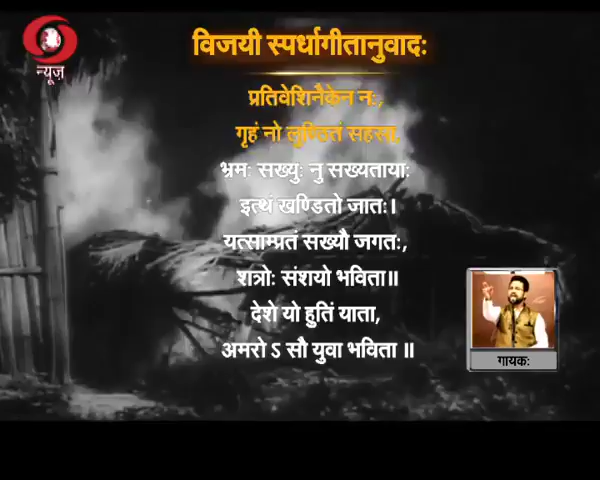 न्यूज़
विजयी स्पर्धागीतानुवादः
प्रतिवेशिनैकेन नः,
गृहं नो लुण्ठितं सहसा,
भ्रमः सख्युः नु सख्यतायाः
इत्थं खण्डितो जातः।
यत्साम्प्रतं सख्यौ जगतः,
शत्रोः संशयो भविता॥
देशे यो हुतिं याता,
अमरो ऽ सौ युवा भविता ॥
गायकः